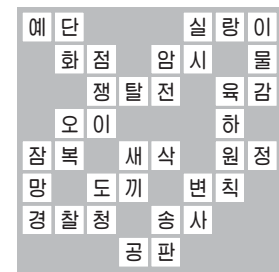 예 단 실 랑 이
화 점 암 시 물
쟁 탈 전 육 감
오 이 하
잠 복 새 삭 원 정
망 도 끼 변 칙
경 찰 청 송 사
공 판